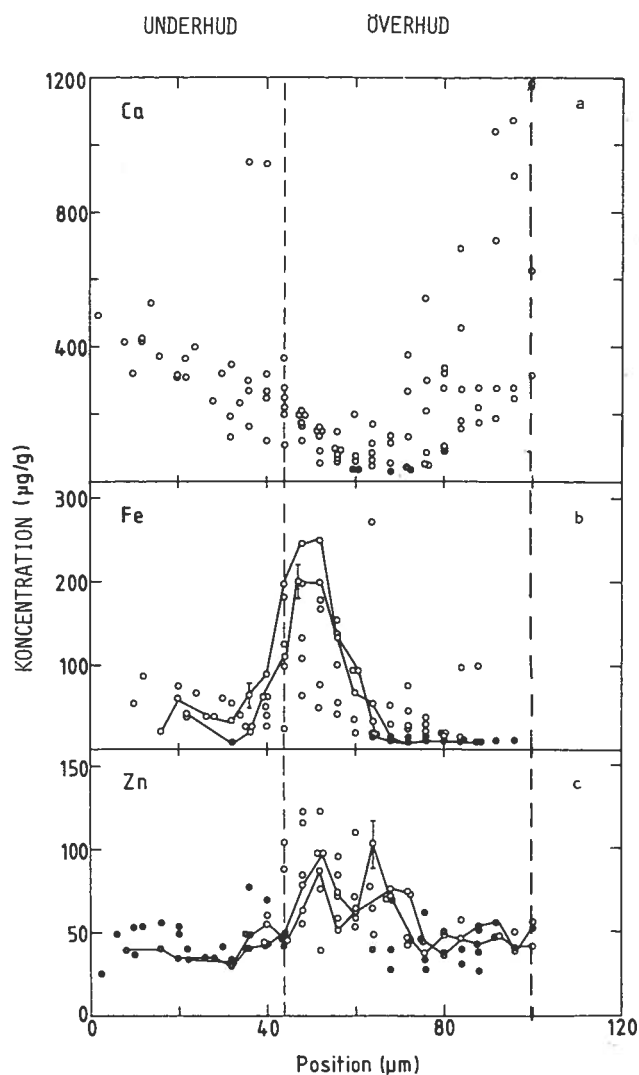 UNDERHUD ÖVERHUD
1200
Ca
a
800
400
KONCENTRATION (µg/g)
300
Fe
b
200
100
150
Zn
c
100
50
0
0 40 80 120
Position (µm)